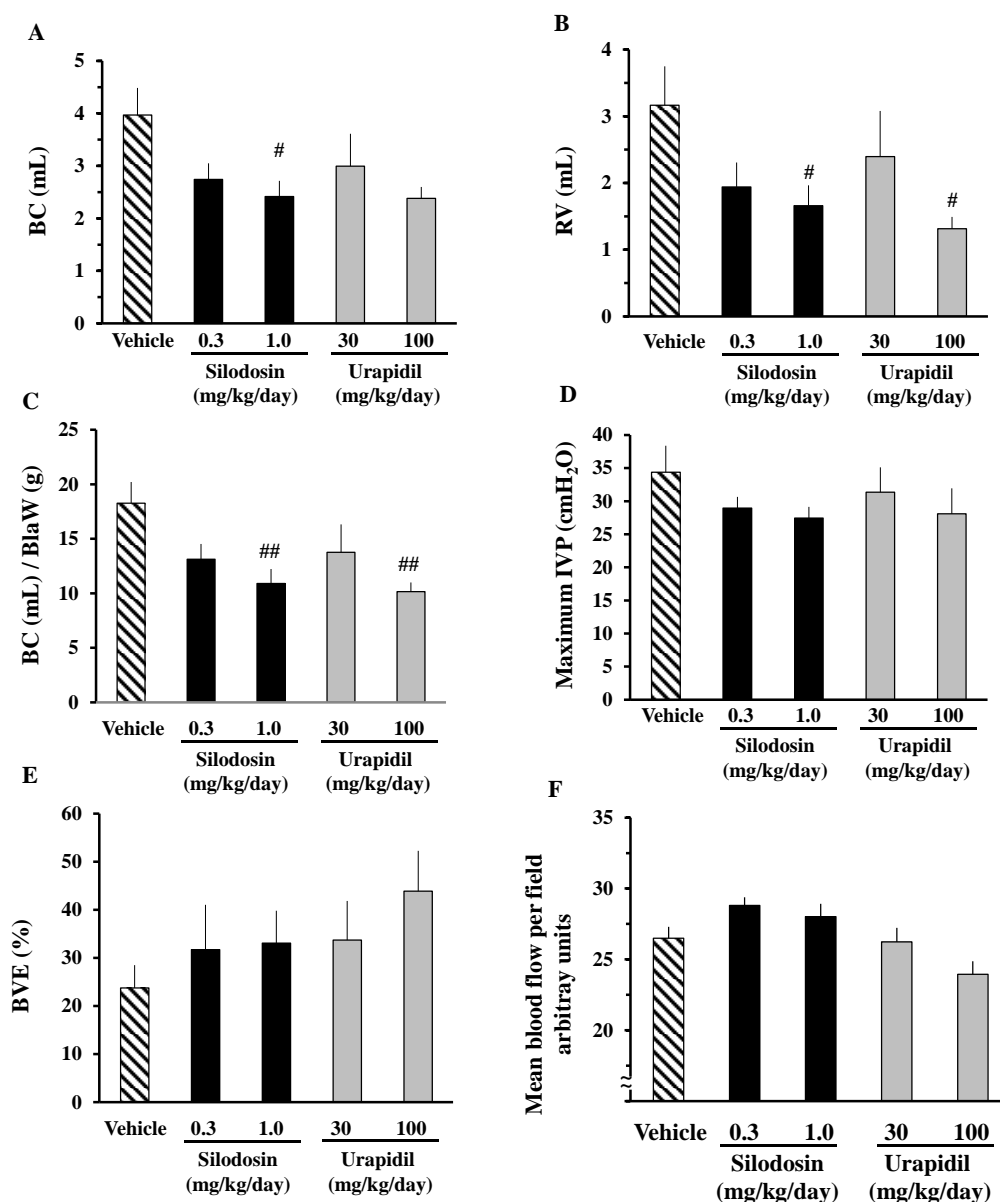 A
BC (mL)
5
4
3
2
1
0
#
Vehicle 0.3 1.0 30 100
Silodosin Urapidil
(mg/kg/day) (mg/kg/day)
B
RV (mL)
4
3
2
1
0
#
#
Vehicle 0.3 1.0 30 100
Silodosin Urapidil
(mg/kg/day) (mg/kg/day)
C
BC (mL) / BlaW (g)
25
20
15
10
5
0
##
##
Vehicle 0.3 1.0 30 100
Silodosin Urapidil
(mg/kg/day) (mg/kg/day)
D
Maximum IVP (cmH₂O)
40
35
30
25
20
15
10
5
0
Vehicle 0.3 1.0 30 100
Silodosin Urapidil
(mg/kg/day) (mg/kg/day)
E
BVE (%)
60
50
40
30
20
10
0
Vehicle 0.3 1.0 30 100
Silodosin Urapidil
(mg/kg/day) (mg/kg/day)
F
Mean blood flow per field
arbitray units
35
30
25
20
Vehicle 0.3 1.0 30 100
Silodosin Urapidil
(mg/kg/day) (mg/kg/day)